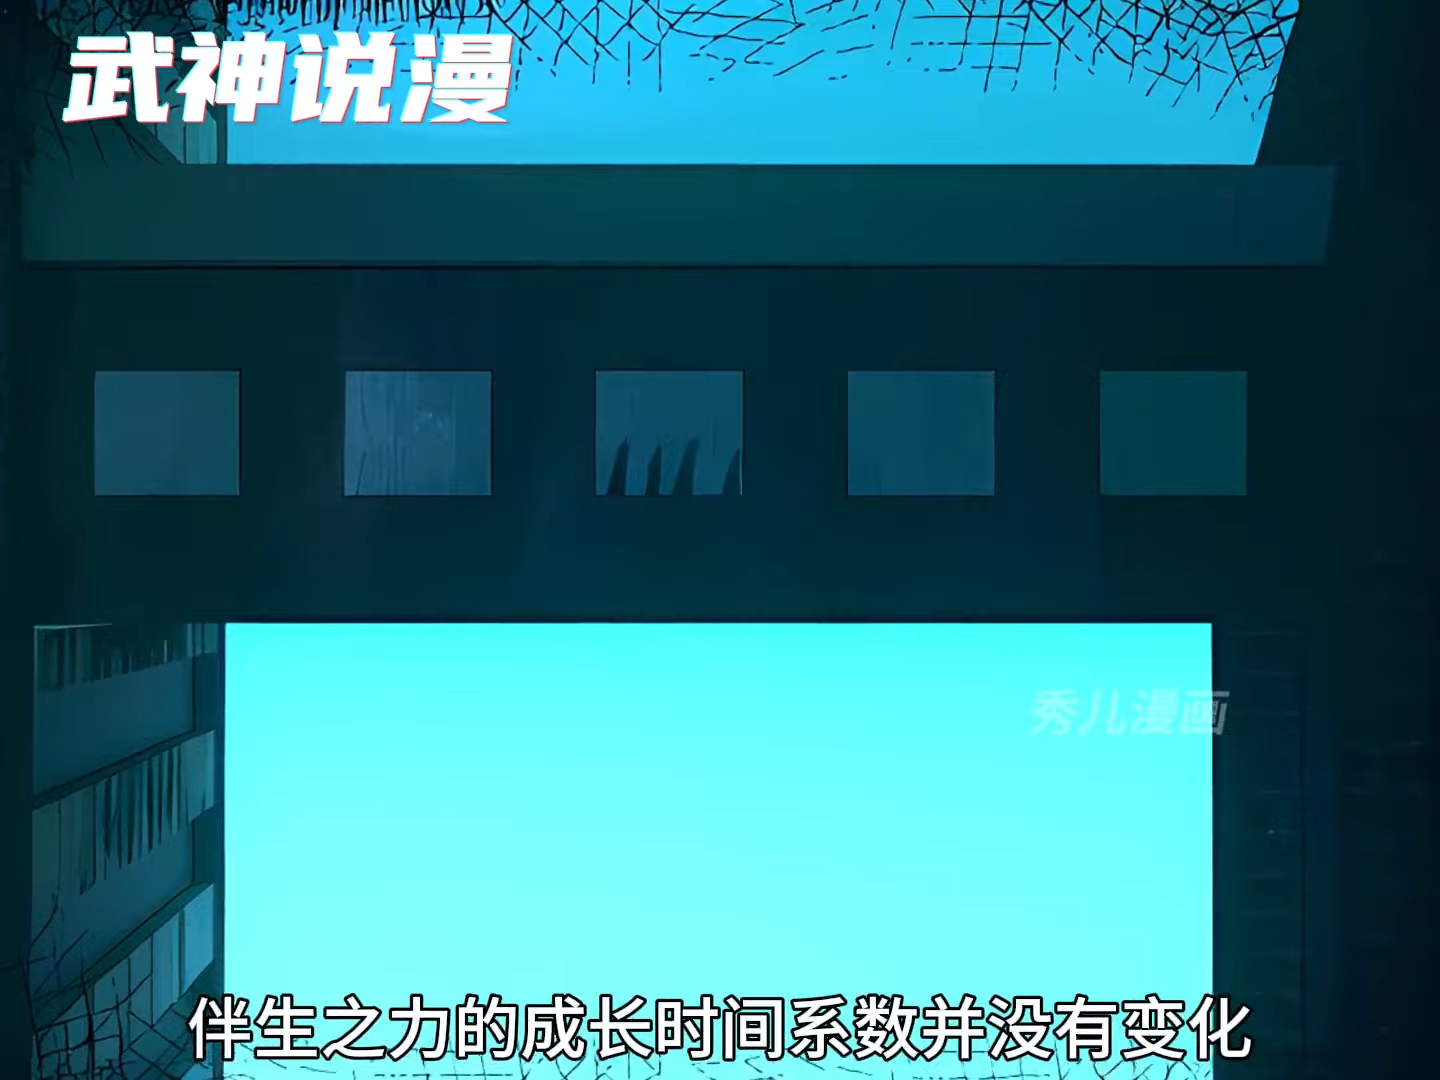 武神说漫
秀儿漫画
伴生之力的成长时间系数并没有变化